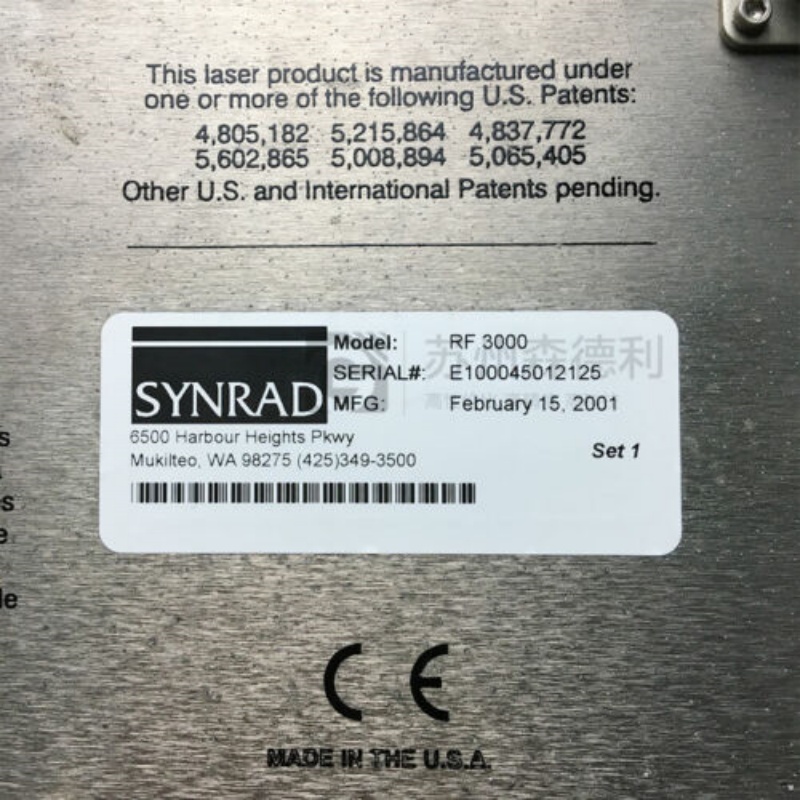 This laser product is manufactured under
one or more of the following U.S. Patents:
4,805,182 5,215,864 4,837,772
5,602,865 5,008,894 5,065,405
Other U.S. and International Patents pending.
SYNRAD
Model: RF 3000
SERIAL#: E100045012125
MFG: February 15, 2001
苏州森德利
6500 Harbour Heights Pkwy
Mukilteo, WA 98275 (425)349-3500
Set 1
CE
MADE IN THE U.S.A.